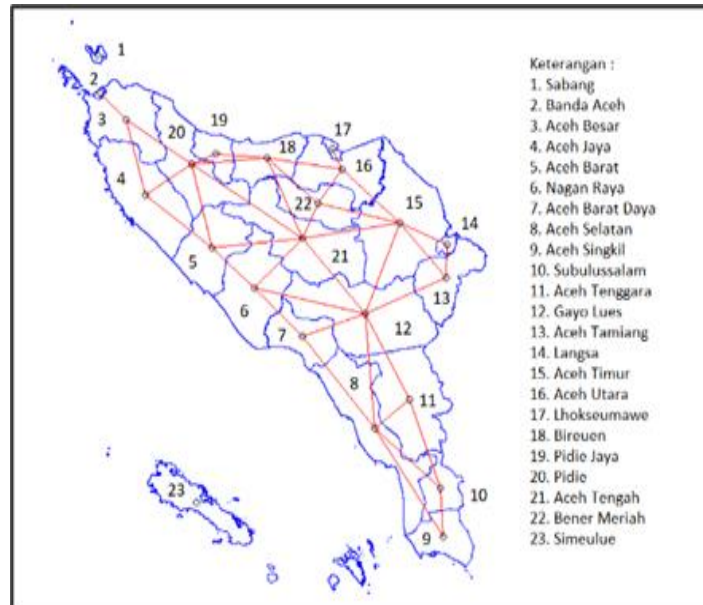 1
2
3
19
20
17
18
16
4
22
15
14
5
21
13
6
12
7
8
11
23
10
9
Keterangan :
1. Sabang
2. Banda Aceh
3. Aceh Besar
4. Aceh Jaya
5. Aceh Barat
6. Nagan Raya
7. Aceh Barat Daya
8. Aceh Selatan
9. Aceh Singkil
10. Subulussalam
11. Aceh Tenggara
12. Gayo Lues
13. Aceh Tamiang
14. Langsa
15. Aceh Timur
16. Aceh Utara
17. Lhokseumawe
18. Bireuen
19. Pidie Jaya
20. Pidie
21. Aceh Tengah
22. Bener Meriah
23. Simeulue